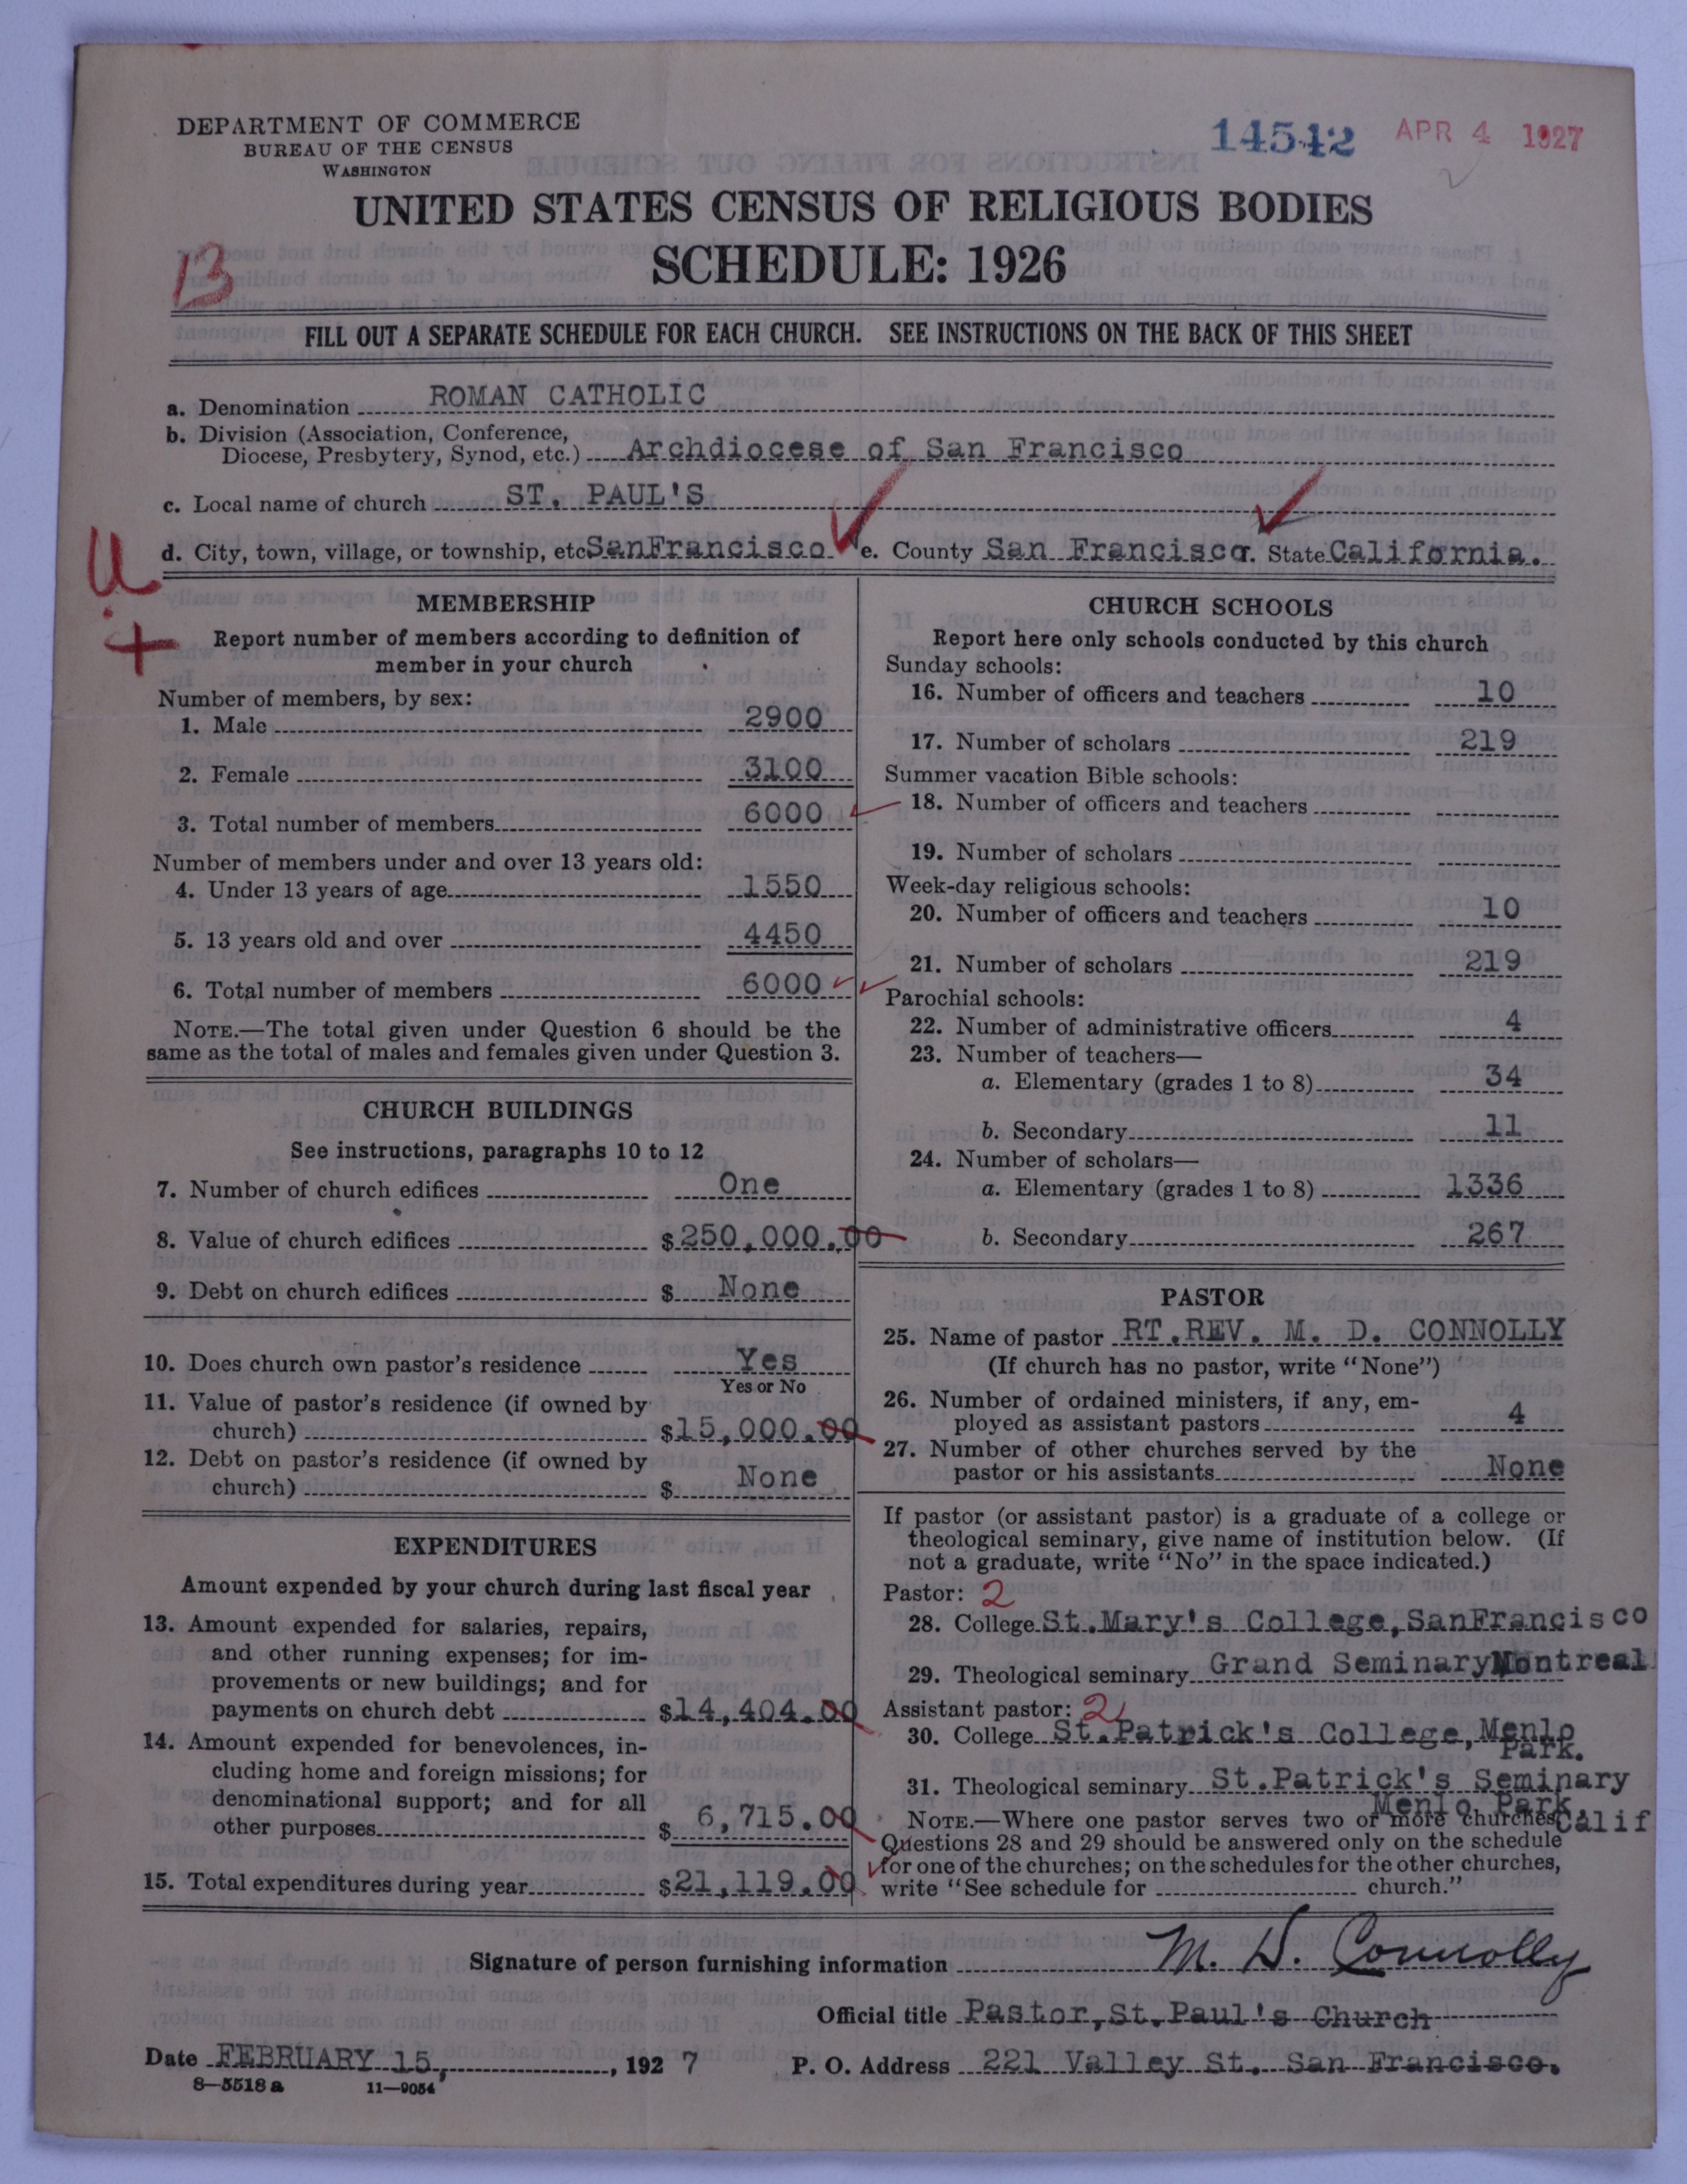 DEPARTMENT OF COMMERCE
BUREAU OF THE CENSUS
WASHINGTON
14542 APR 4 1927
UNITED STATES CENSUS OF RELIGIOUS BODIES
SCHEDULE: 1926
13
FILL OUT A SEPARATE SCHEDULE FOR EACH CHURCH. SEE INSTRUCTIONS ON THE BACK OF THIS SHEET
a. Denomination ROMAN CATHOLIC
b. Division (Association, Conference,
Diocese, Presbytery, Synod, etc.) Archdiocese of San Francisco
c. Local name of church ST. PAUL'S
d. City, town, village, or township, etc SanFrancisco e. County San Francisco. State California.
MEMBERSHIP
Report number of members according to definition of
member in your church
Number of members, by sex:
1. Male 2900
2. Female 3100
3. Total number of members 6000
Number of members under and over 13 years old:
4. Under 13 years of age 1550
5. 13 years old and over 4450
6. Total number of members 6000
NOTE.—The total given under Question 6 should be the
same as the total of males and females given under Question 3.
CHURCH BUILDINGS
See instructions, paragraphs 10 to 12
7. Number of church edifices One
8. Value of church edifices $250,000.00
9. Debt on church edifices $ None
10. Does church own pastor's residence Yes
Yes or No
11. Value of pastor's residence (if owned by
church) $15,000.00
12. Debt on pastor's residence (if owned by
church) $ None
EXPENDITURES
Amount expended by your church during last fiscal year
13. Amount expended for salaries, repairs,
and other running expenses; for im-
provements or new buildings; and for
payments on church debt $14,404.00
14. Amount expended for benevolences, in-
cluding home and foreign missions; for
denominational support; and for all
other purposes $ 6,715.00
15. Total expenditures during year $21,119.00
CHURCH SCHOOLS
Report here only schools conducted by this church
Sunday schools:
16. Number of officers and teachers 10
17. Number of scholars 219
Summer vacation Bible schools:
18. Number of officers and teachers
19. Number of scholars
Week-day religious schools:
20. Number of officers and teachers 10
21. Number of scholars 219
Parochial schools:
22. Number of administrative officers 4
23. Number of teachers—
a. Elementary (grades 1 to 8) 34
b. Secondary 11
24. Number of scholars—
a. Elementary (grades 1 to 8) 1336
b. Secondary 267
PASTOR
25. Name of pastor RT.REV. M. D. CONNOLLY
(If church has no pastor, write "None")
26. Number of ordained ministers, if any, em-
ployed as assistant pastors 4
27. Number of other churches served by the
pastor or his assistants None
If pastor (or assistant pastor) is a graduate of a college or
theological seminary, give name of institution below. (If
not a graduate, write "No" in the space indicated.)
Pastor: 2
28. College St.Mary's College, SanFrancisco
29. Theological seminary Grand Seminary Montreal
Assistant pastor: 2
30. College St.Patrick's College, Menlo
Park.
31. Theological seminary St.Patrick's Seminary
Menlo Park,
NOTE.—Where one pastor serves two or more churches Calif
Questions 28 and 29 should be answered only on the schedule
for one of the churches; on the schedules for the other churches,
write "See schedule for church."
Signature of person furnishing information M. D. Connolly
Official title Pastor, St. Paul's Church
Date FEBRUARY 15, , 1927 P. O. Address 221 Valley St. San Francisco.
8—5518 a 11—9054